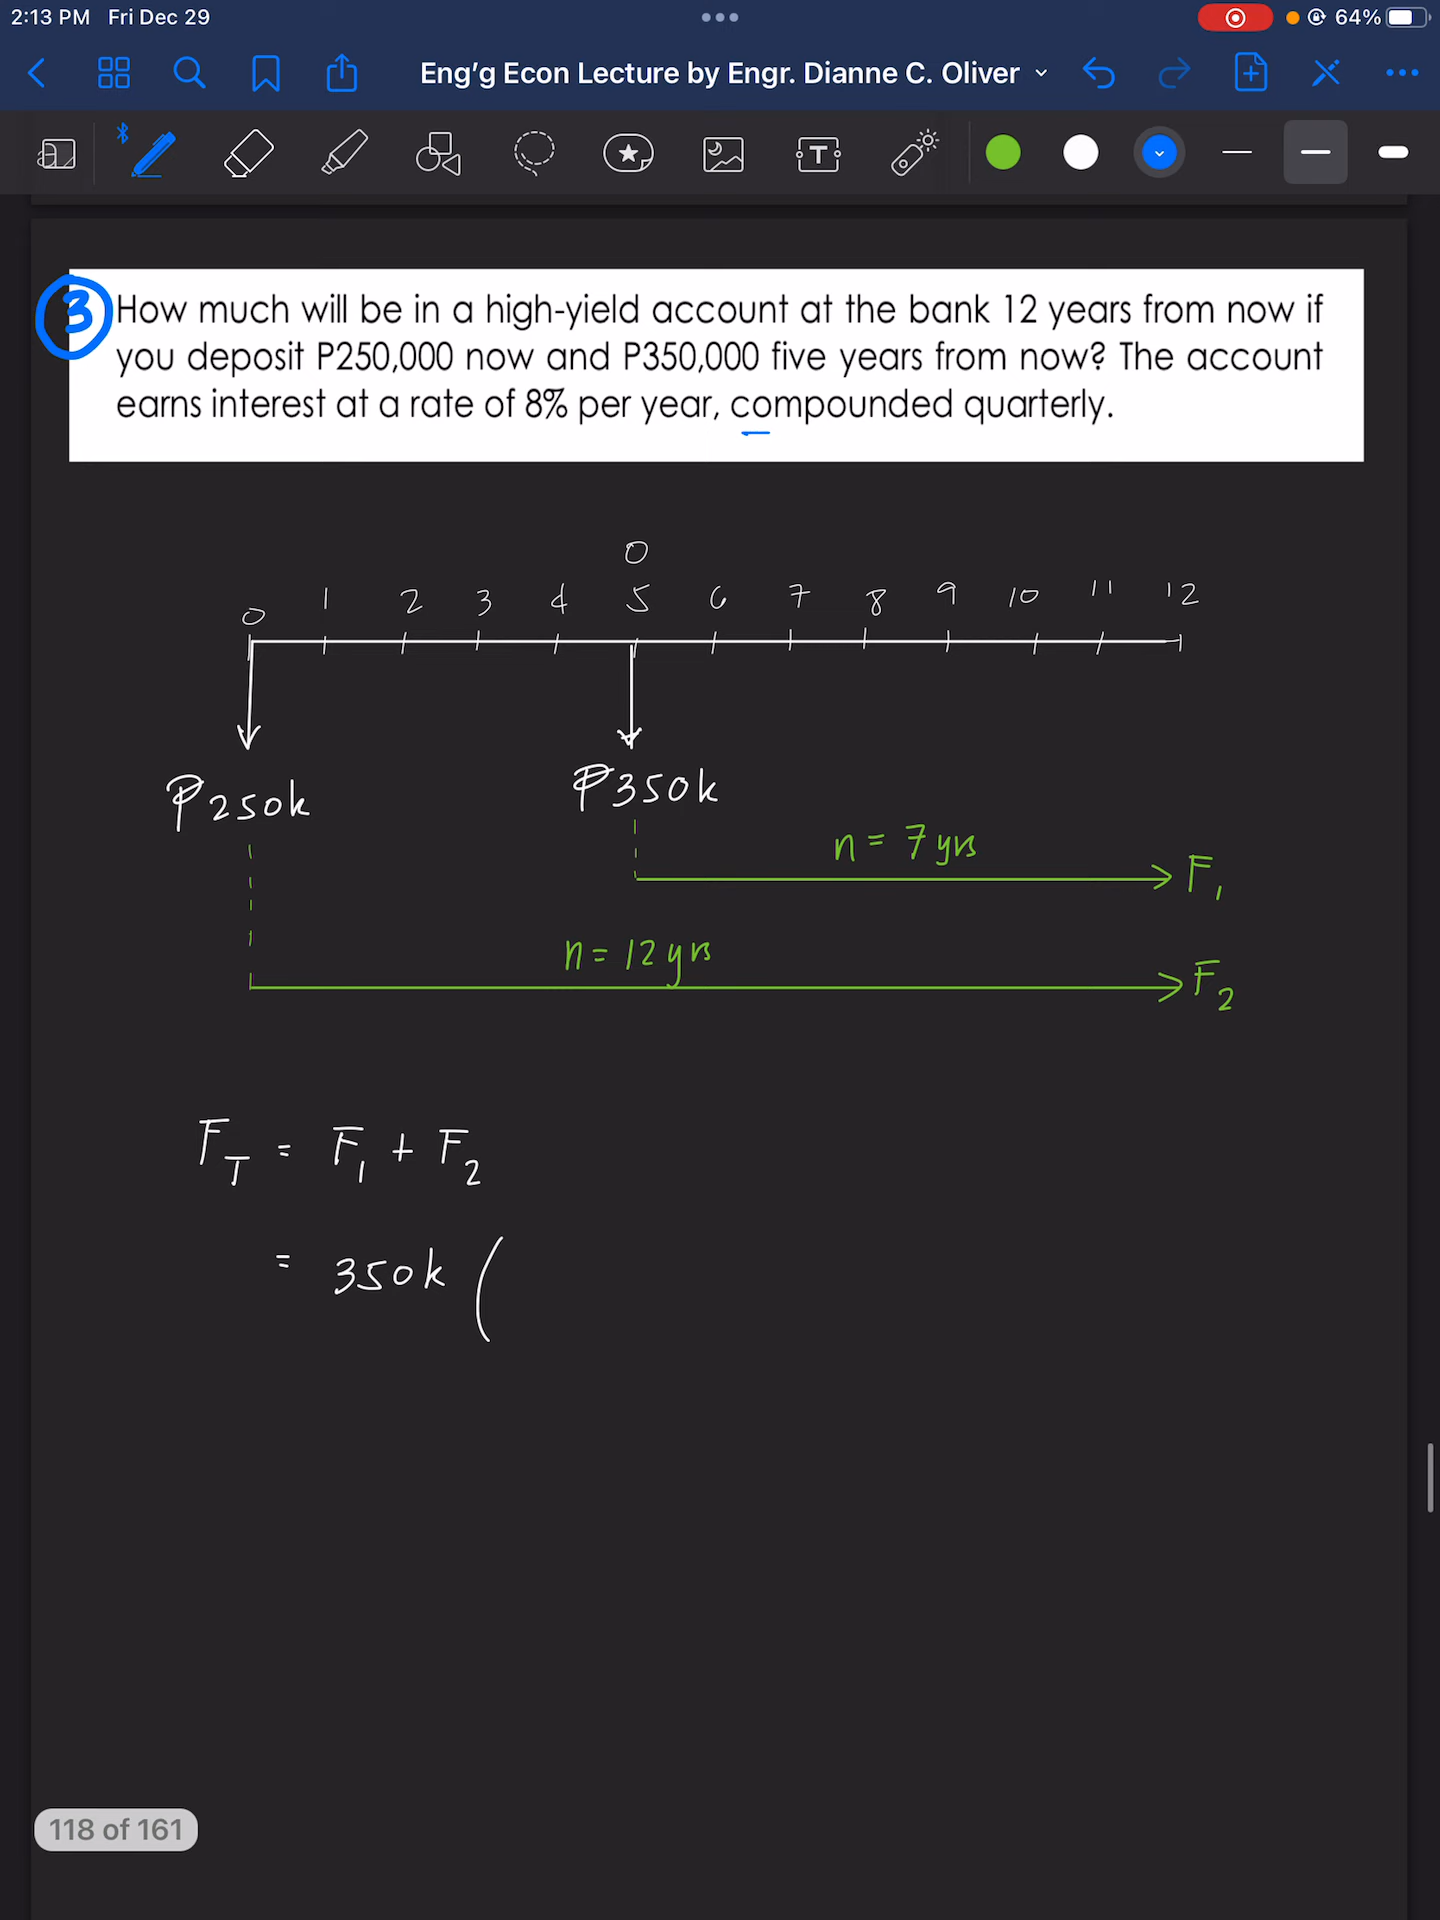 2:13 PM Fri Dec 29
64%
Eng'g Econ Lecture by Engr. Dianne C. Oliver
3
How much will be in a high-yield account at the bank 12 years from now if
you deposit P250,000 now and P350,000 five years from now? The account
earns interest at a rate of 8% per year, compounded quarterly.
0
0 1 2 3 4 5 6 7 8 9 10 11 12
₱250k
₱350k
n = 7 yrs
F₁
n = 12 yrs
F₂
F_T = F₁ + F₂
= 350k (
118 of 161